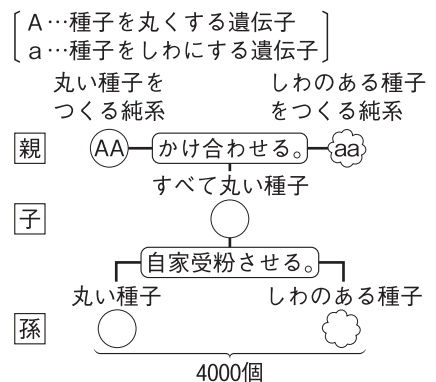 A…種子を丸くする遺伝子
a…種子をしわにする遺伝子
丸い種子を
つくる純系
しわのある種子
をつくる純系
親
AA
かけ合わせる。
aa
すべて丸い種子
子
自家受粉させる。
丸い種子
しわのある種子
孫
4000個